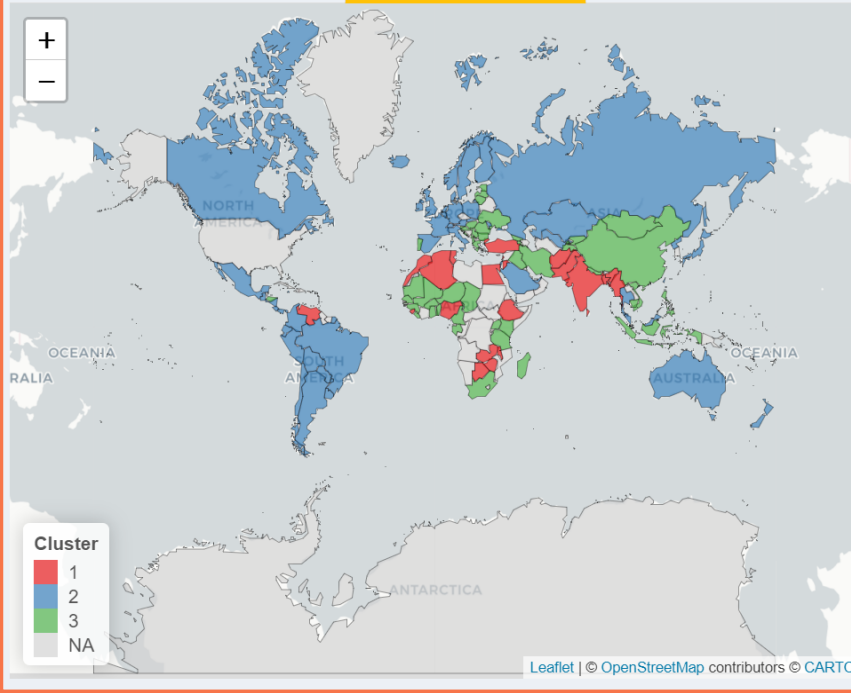 +
−
NORTH
AMERICA
ASIA
AFRICA
OCEANIA
OCEANIA
SOUTH
AMERICA
RALIA
AUSTRALIA
ANTARCTICA
Cluster
1
2
3
NA
Leaflet | © OpenStreetMap contributors © CARTO